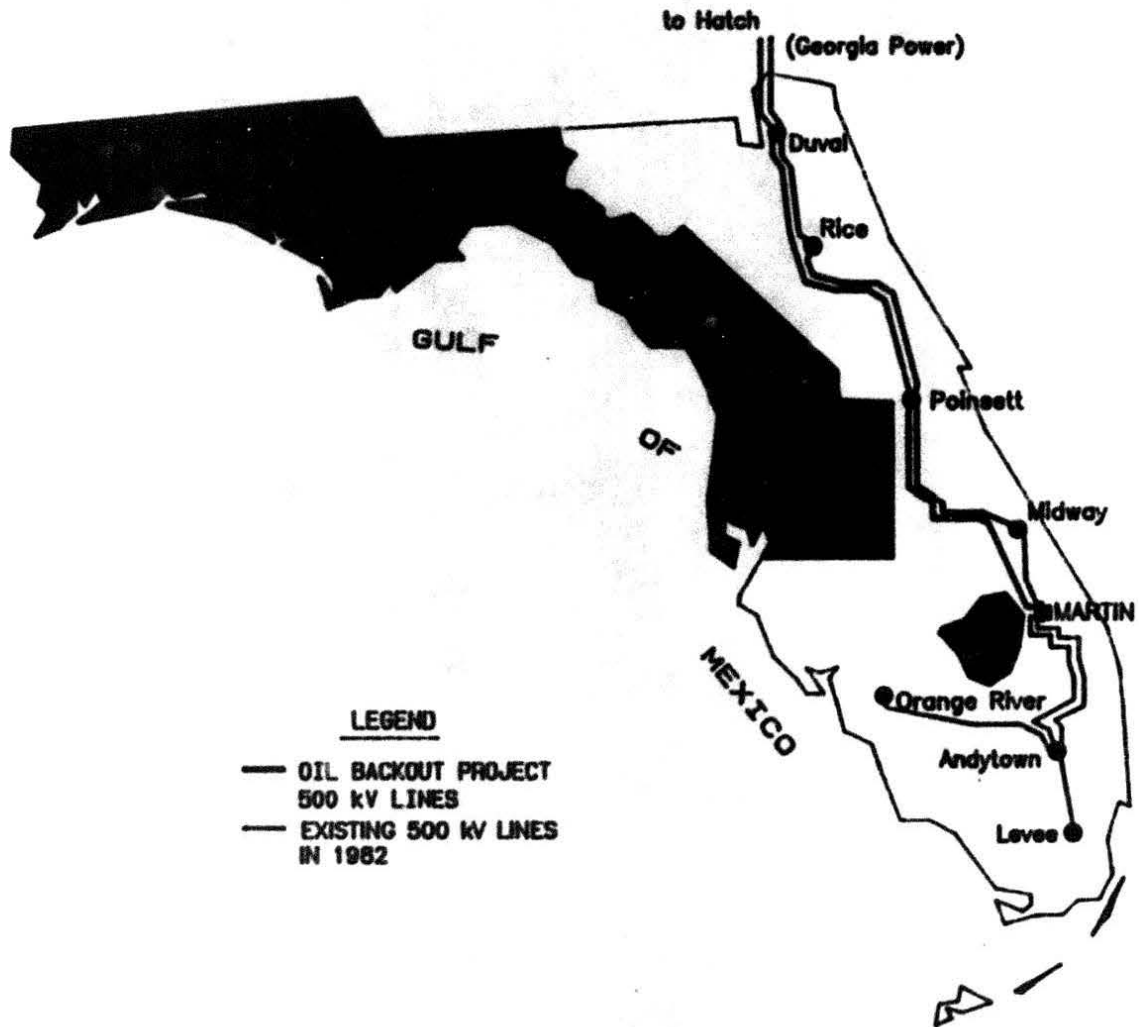 to Hatch
(Georgia Power)
Duval
Rice
GULF
Poinsett
OF
Midway
MARTIN
MEXICO
Orange River
Andytown
Levee
LEGEND
OIL BACKOUT PROJECT
500 kV LINES
EXISTING 500 kV LINES
IN 1982